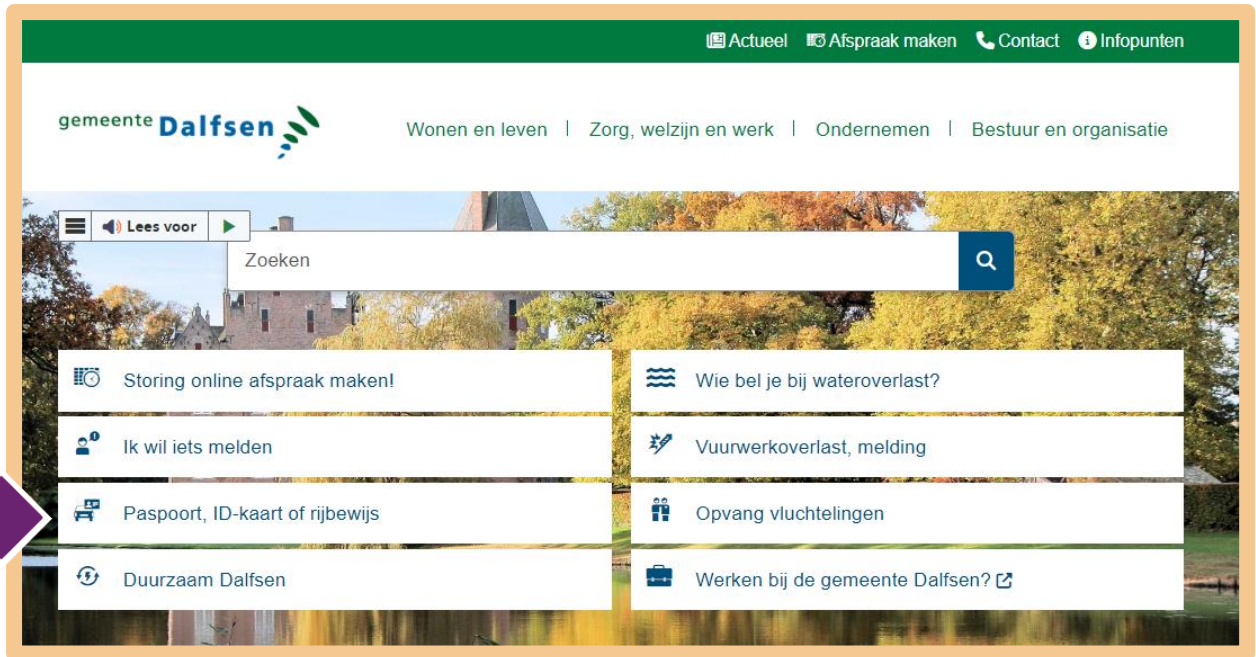 Actueel Afspraak maken Contact Infopunten
gemeente Dalfsen
Wonen en leven | Zorg, welzijn en werk | Ondernemen | Bestuur en organisatie
Lees voor
Zoeken
Storing online afspraak maken!
Wie bel je bij wateroverlast?
Ik wil iets melden
Vuurwerkoverlast, melding
Paspoort, ID-kaart of rijbewijs
Opvang vluchtelingen
Duurzaam Dalfsen
Werken bij de gemeente Dalfsen?